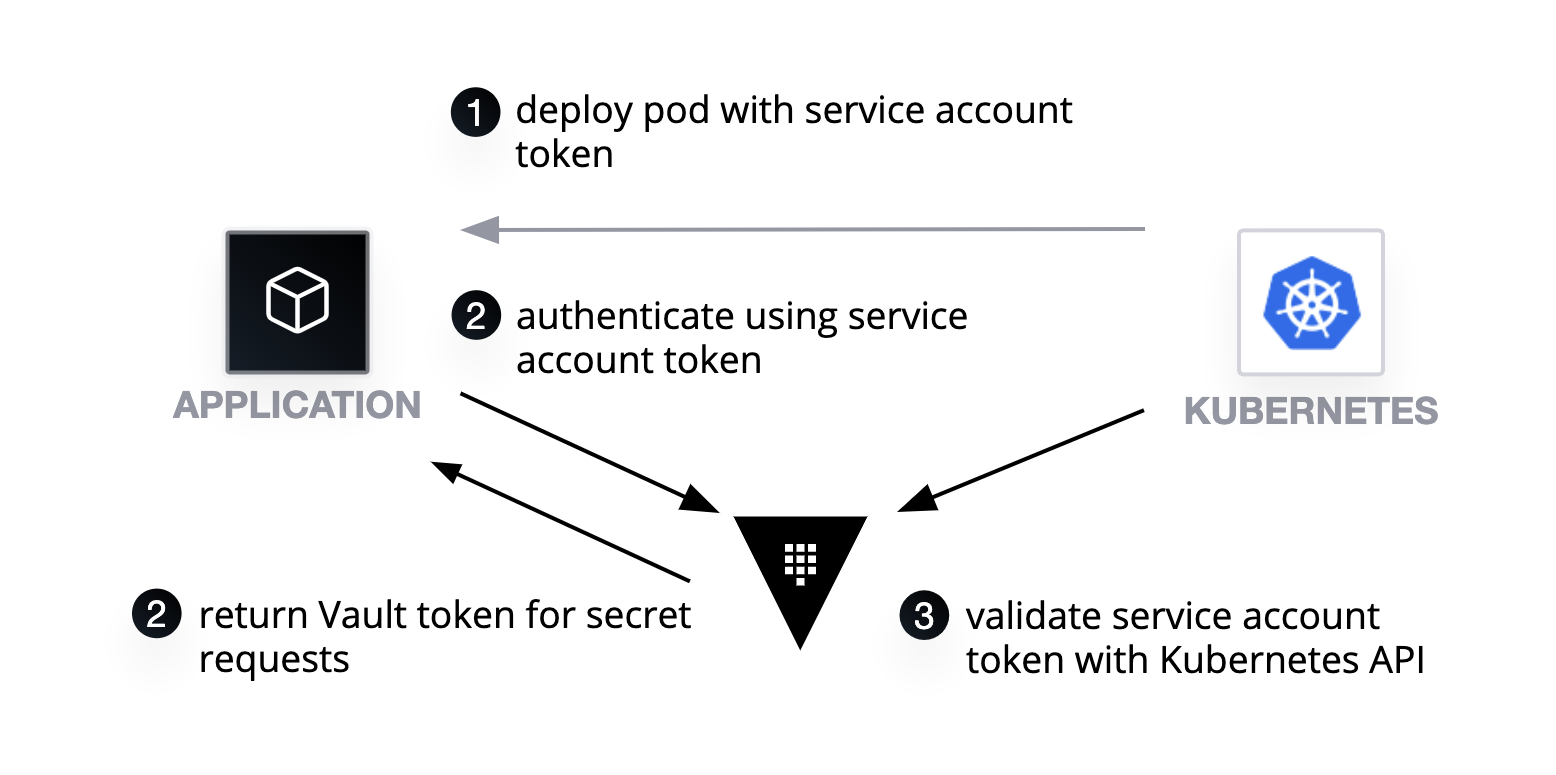 1 deploy pod with service account
token
2 authenticate using service
account token
APPLICATION
KUBERNETES
2 return Vault token for secret
requests
3 validate service account
token with Kubernetes API